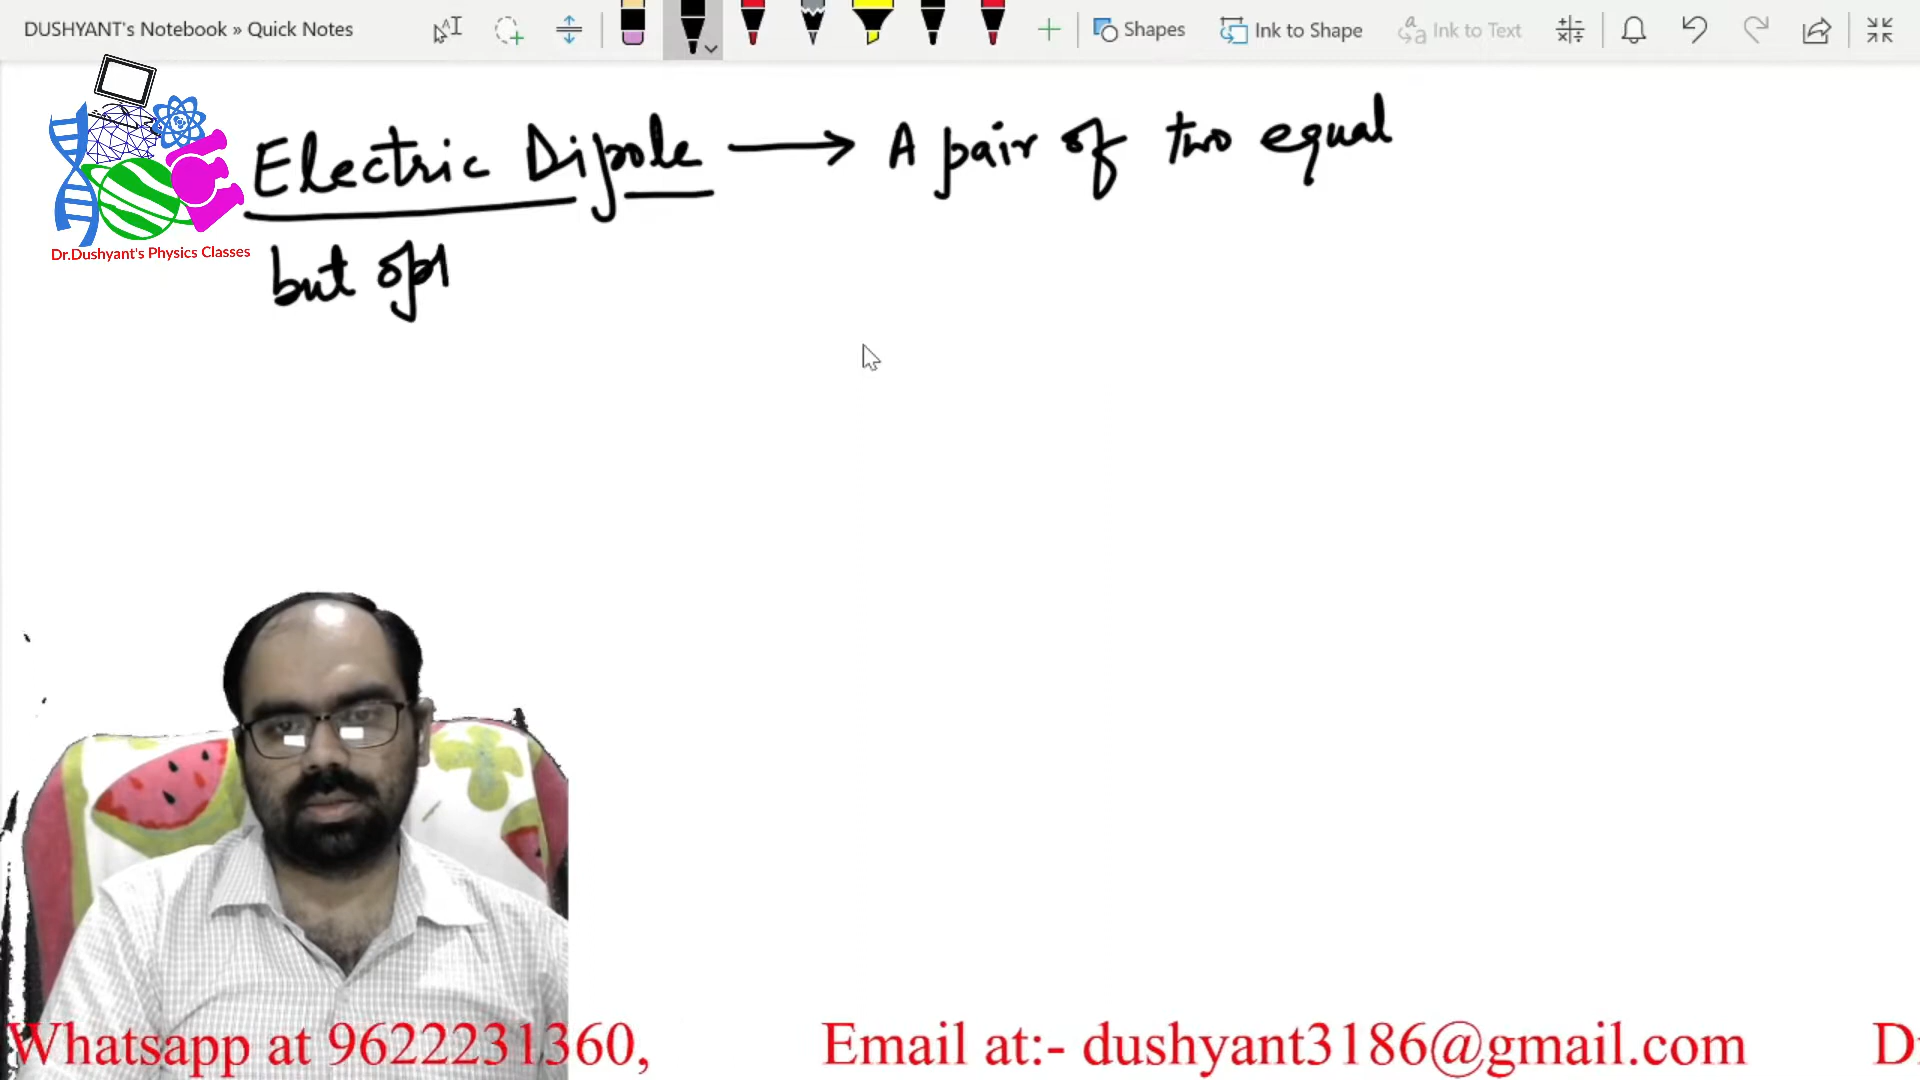 DUSHYANT's Notebook » Quick Notes
Shapes
Ink to Shape
Ink to Text
Electric Dipole → A pair of two equal
but opp
Dr.Dushyant's Physics Classes
Whatsapp at 9622231360, Email at:- dushyant3186@gmail.com